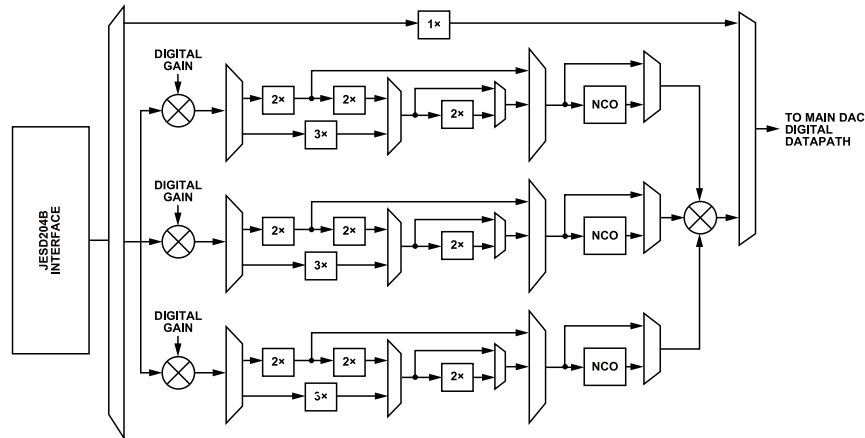 1×
DIGITAL
GAIN
2×
2×
2×
3×
NCO
TO MAIN DAC
DIGITAL
DATAPATH
JESD204B
INTERFACE
DIGITAL
GAIN
2×
2×
2×
3×
NCO
DIGITAL
GAIN
2×
2×
2×
3×
NCO